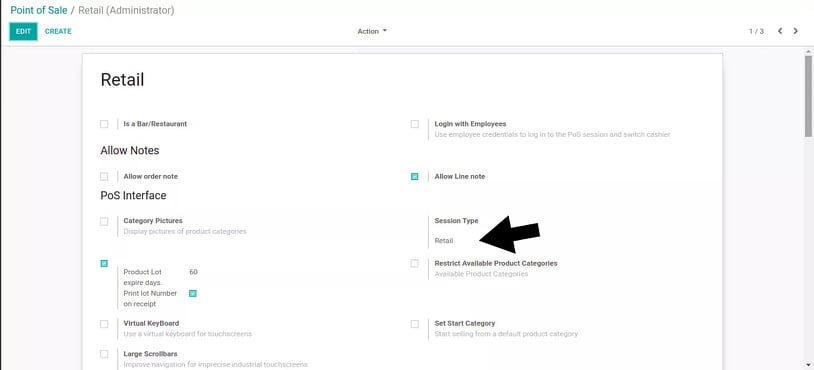 Point of Sale / Retail (Administrator)
EDIT CREATE Action 1 / 3
Retail
Is a Bar/Restaurant
Login with Employees
Use employee credentials to log in to the PoS session and switch cashier
Allow Notes
Allow order note
Allow Line note
PoS Interface
Category Pictures
Display pictures of product categories
Session Type
Retail
Product Lot expire days.
60
Print lot Number on receipt
Restrict Available Product Categories
Available Product Categories
Virtual KeyBoard
Use a virtual keyboard for touchscreens
Set Start Category
Start selling from a default product category
Large Scrollbars
Improve navigation for imprecise industrial touchscreens